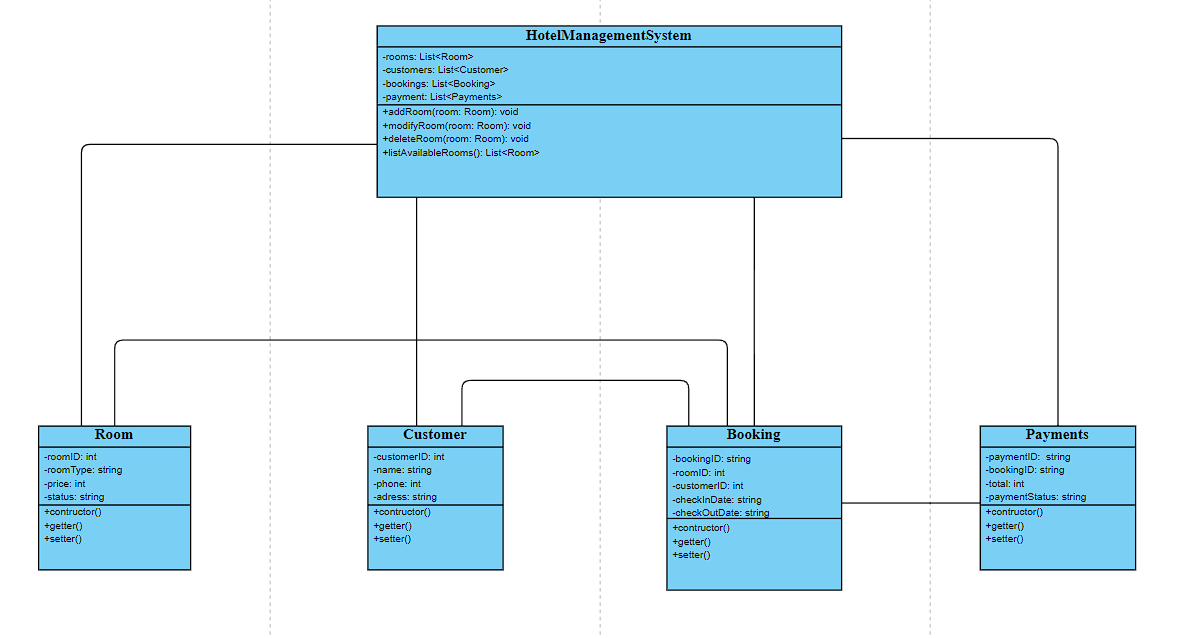 HotelManagementSystem
-rooms: List<Room>
-customers: List<Customer>
-bookings: List<Booking>
-payment: List<Payments>
+addRoom(room: Room): void
+modifyRoom(room: Room): void
+deleteRoom(room: Room): void
+listAvailableRooms(): List<Room>
Room
-roomID: int
-roomType: string
-price: int
-status: string
+contructor()
+getter()
+setter()
Customer
-customerID: int
-name: string
-phone: int
-adress: string
+contructor()
+getter()
+setter()
Booking
-bookingID: string
-roomID: int
-customerID: int
-checkInDate: string
-checkOutDate: string
+contructor()
+getter()
+setter()
Payments
-paymentID: string
-bookingID: string
-total: int
-paymentStatus: string
+contructor()
+getter()
+setter()